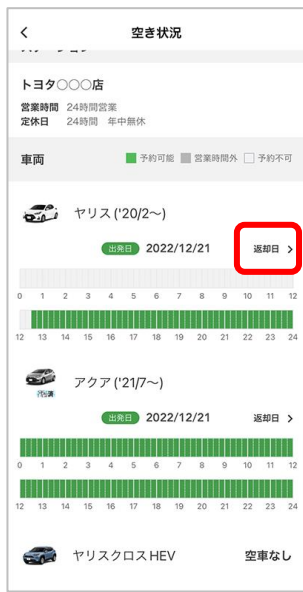 空き状況
トヨタ〇〇〇店
営業時間 24時間営業
定休日 24時間 年中無休
車両 予約可能 営業時間外 予約不可
ヤリス ('20/2〜)
出発日 2022/12/21 返却日
0 1 2 3 4 5 6 7 8 9 10 11 12
12 13 14 15 16 17 18 19 20 21 22 23 24
アクア ('21/7〜)
出発日 2022/12/21 返却日
0 1 2 3 4 5 6 7 8 9 10 11 12
12 13 14 15 16 17 18 19 20 21 22 23 24
ヤリスクロス HEV 空車なし